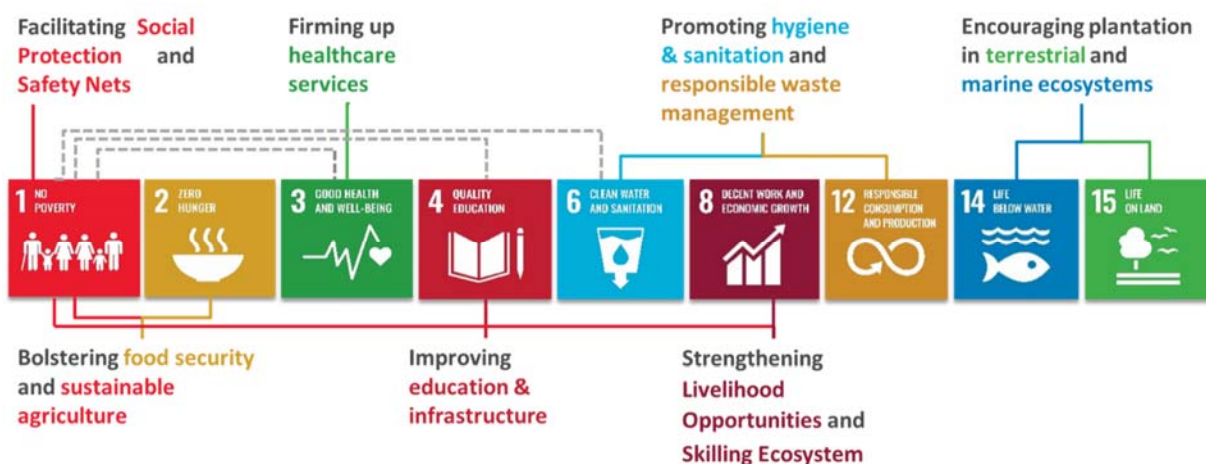 Facilitating Social
Protection and
Safety Nets
Firming up
healthcare
services
Promoting hygiene
& sanitation and
responsible waste
management
Encouraging plantation
in terrestrial and
marine ecosystems
1 NO
POVERTY
2 ZERO
HUNGER
3 GOOD HEALTH
AND WELL-BEING
4 QUALITY
EDUCATION
6 CLEAN WATER
AND SANITATION
8 DECENT WORK AND
ECONOMIC GROWTH
12 RESPONSIBLE
CONSUMPTION
AND PRODUCTION
14 LIFE
BELOW WATER
15 LIFE
ON LAND
Bolstering food security
and sustainable
agriculture
Improving
education &
infrastructure
Strengthening
Livelihood
Opportunities and
Skilling Ecosystem